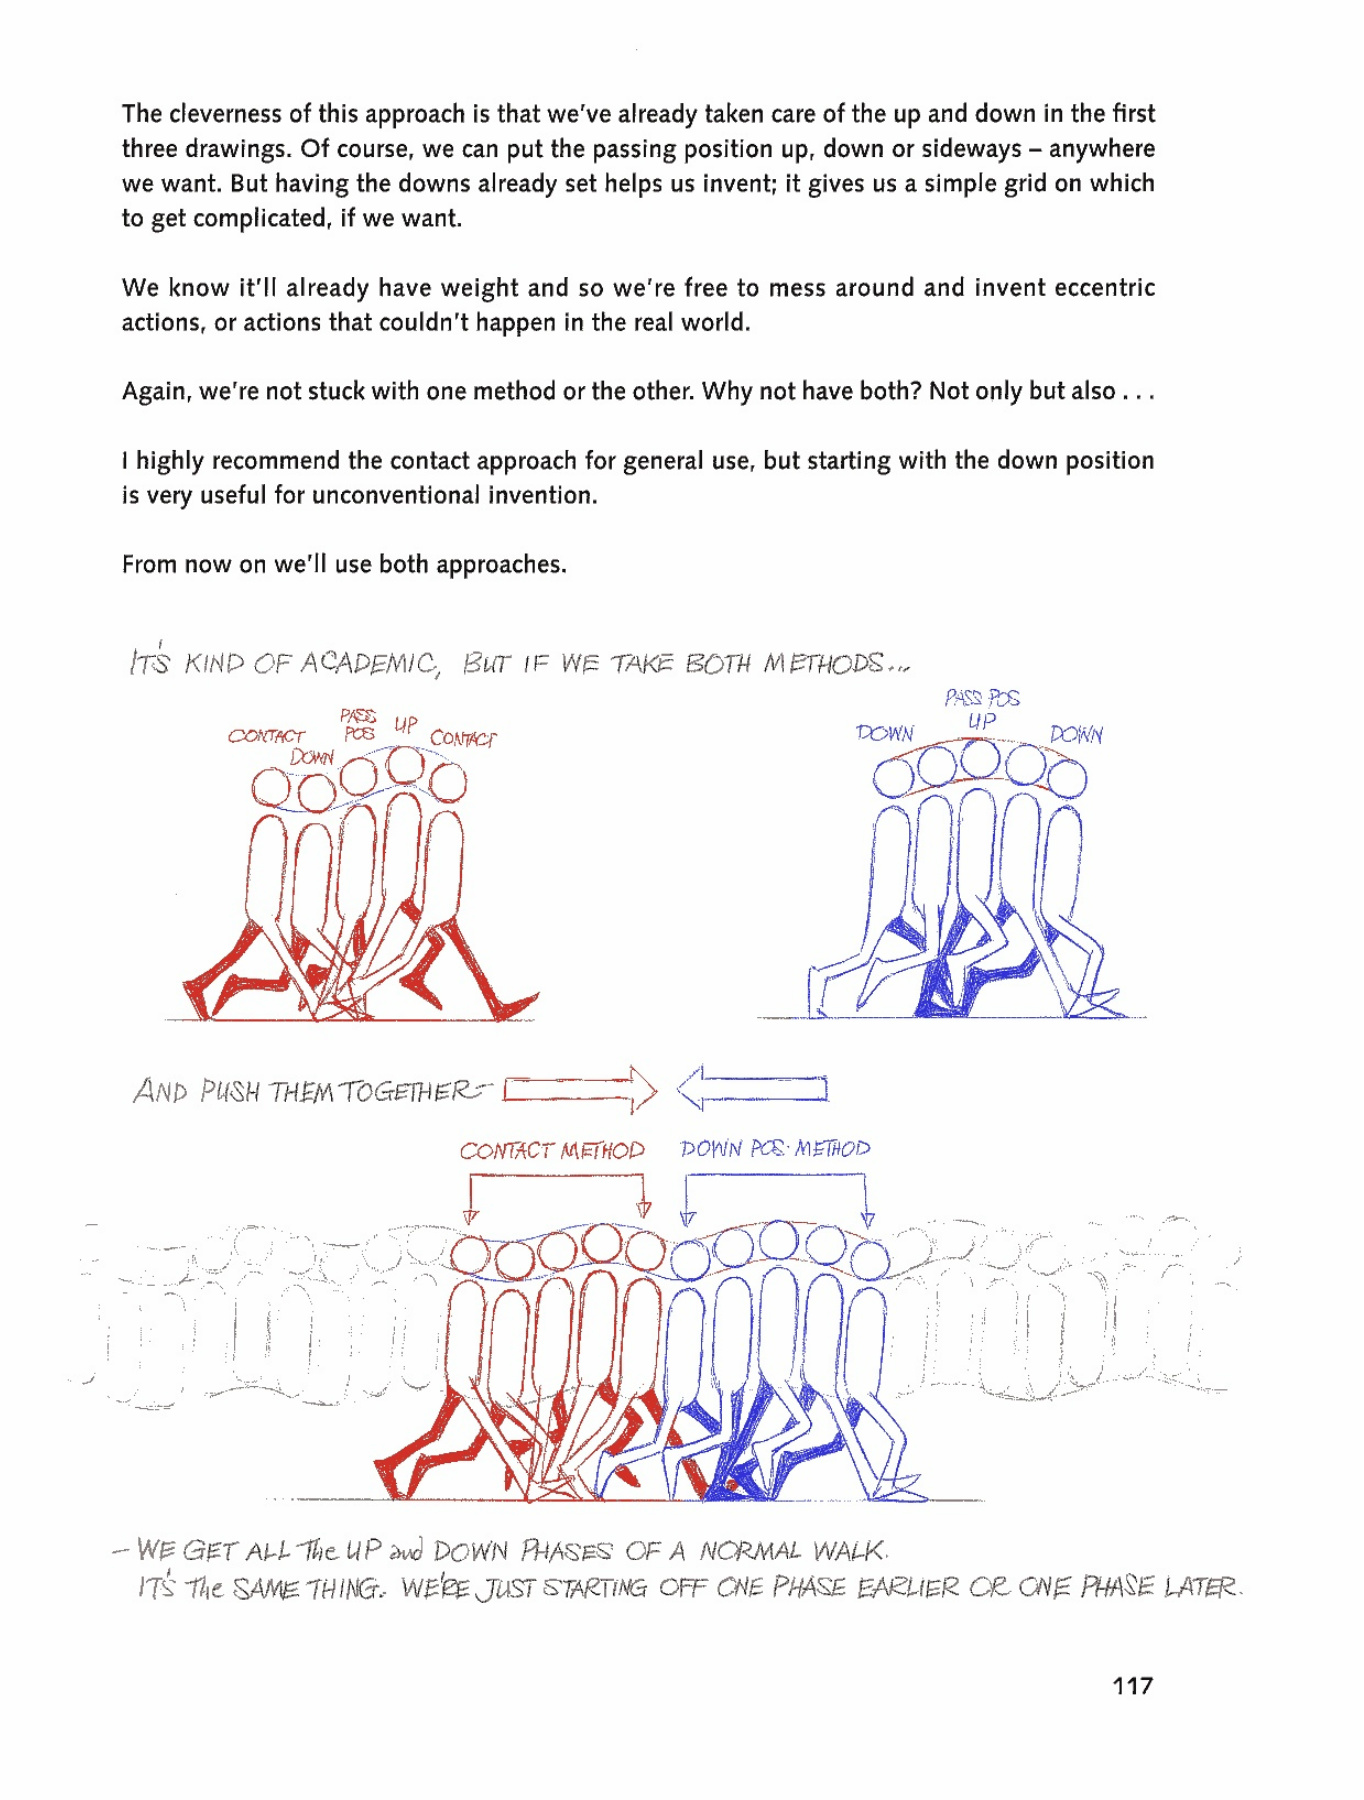 The cleverness of this approach is that we've already taken care of the up and down in the first
three drawings. Of course, we can put the passing position up, down or sideways – anywhere
we want. But having the downs already set helps us invent; it gives us a simple grid on which
to get complicated, if we want.
We know it'll already have weight and so we're free to mess around and invent eccentric
actions, or actions that couldn't happen in the real world.
Again, we're not stuck with one method or the other. Why not have both? Not only but also . . .
I highly recommend the contact approach for general use, but starting with the down position
is very useful for unconventional invention.
From now on we'll use both approaches.
IT'S KIND OF ACADEMIC, BUT IF WE TAKE BOTH METHODS...
CONTACT
DOWN
PASS
POS
UP
CONTACT
DOWN
PASS POS
UP
DOWN
AND PUSH THEM TOGETHER-
CONTACT METHOD
DOWN POS. METHOD
- WE GET ALL The UP and DOWN PHASES OF A NORMAL WALK.
IT'S The SAME THING. WE'RE JUST STARTING OFF ONE PHASE EARLIER OR ONE PHASE LATER.
117